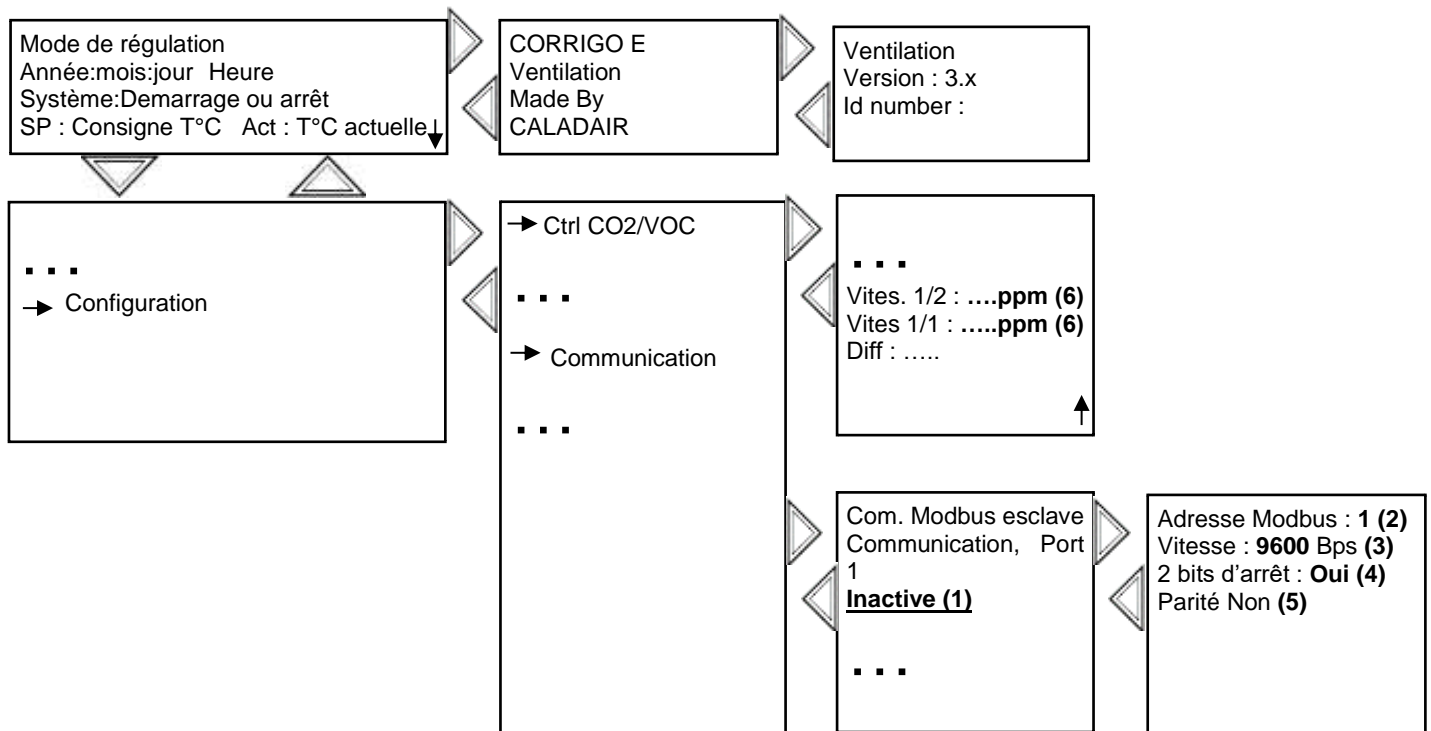 Mode de régulation
Année:mois:jour Heure
Système:Demarrage ou arrêt
SP : Consigne T°C Act : T°C actuelle
CORRIGO E
Ventilation
Made By
CALADAIR
Ventilation
Version : 3.x
Id number :
...
Configuration
Ctrl CO2/VOC
...
Communication
...
...
Vites. 1/2 : ….ppm (6)
Vites 1/1 : …..ppm (6)
Diff : …..
Com. Modbus esclave
Communication, Port
1
Inactive (1)
...
Adresse Modbus : 1 (2)
Vitesse : 9600 Bps (3)
2 bits d'arrêt : Oui (4)
Parité Non (5)